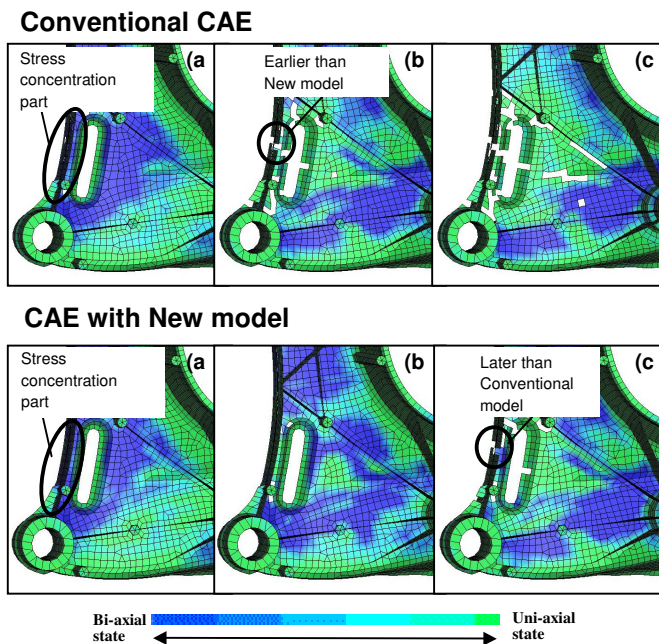 Conventional CAE
Stress
concentration
part
(a
Earlier than
New model
(b
(c
CAE with New model
Stress
concentration
part
(a
(b
Later than
Conventional
model
(c
Bi-axial
state
Uni-axial
state